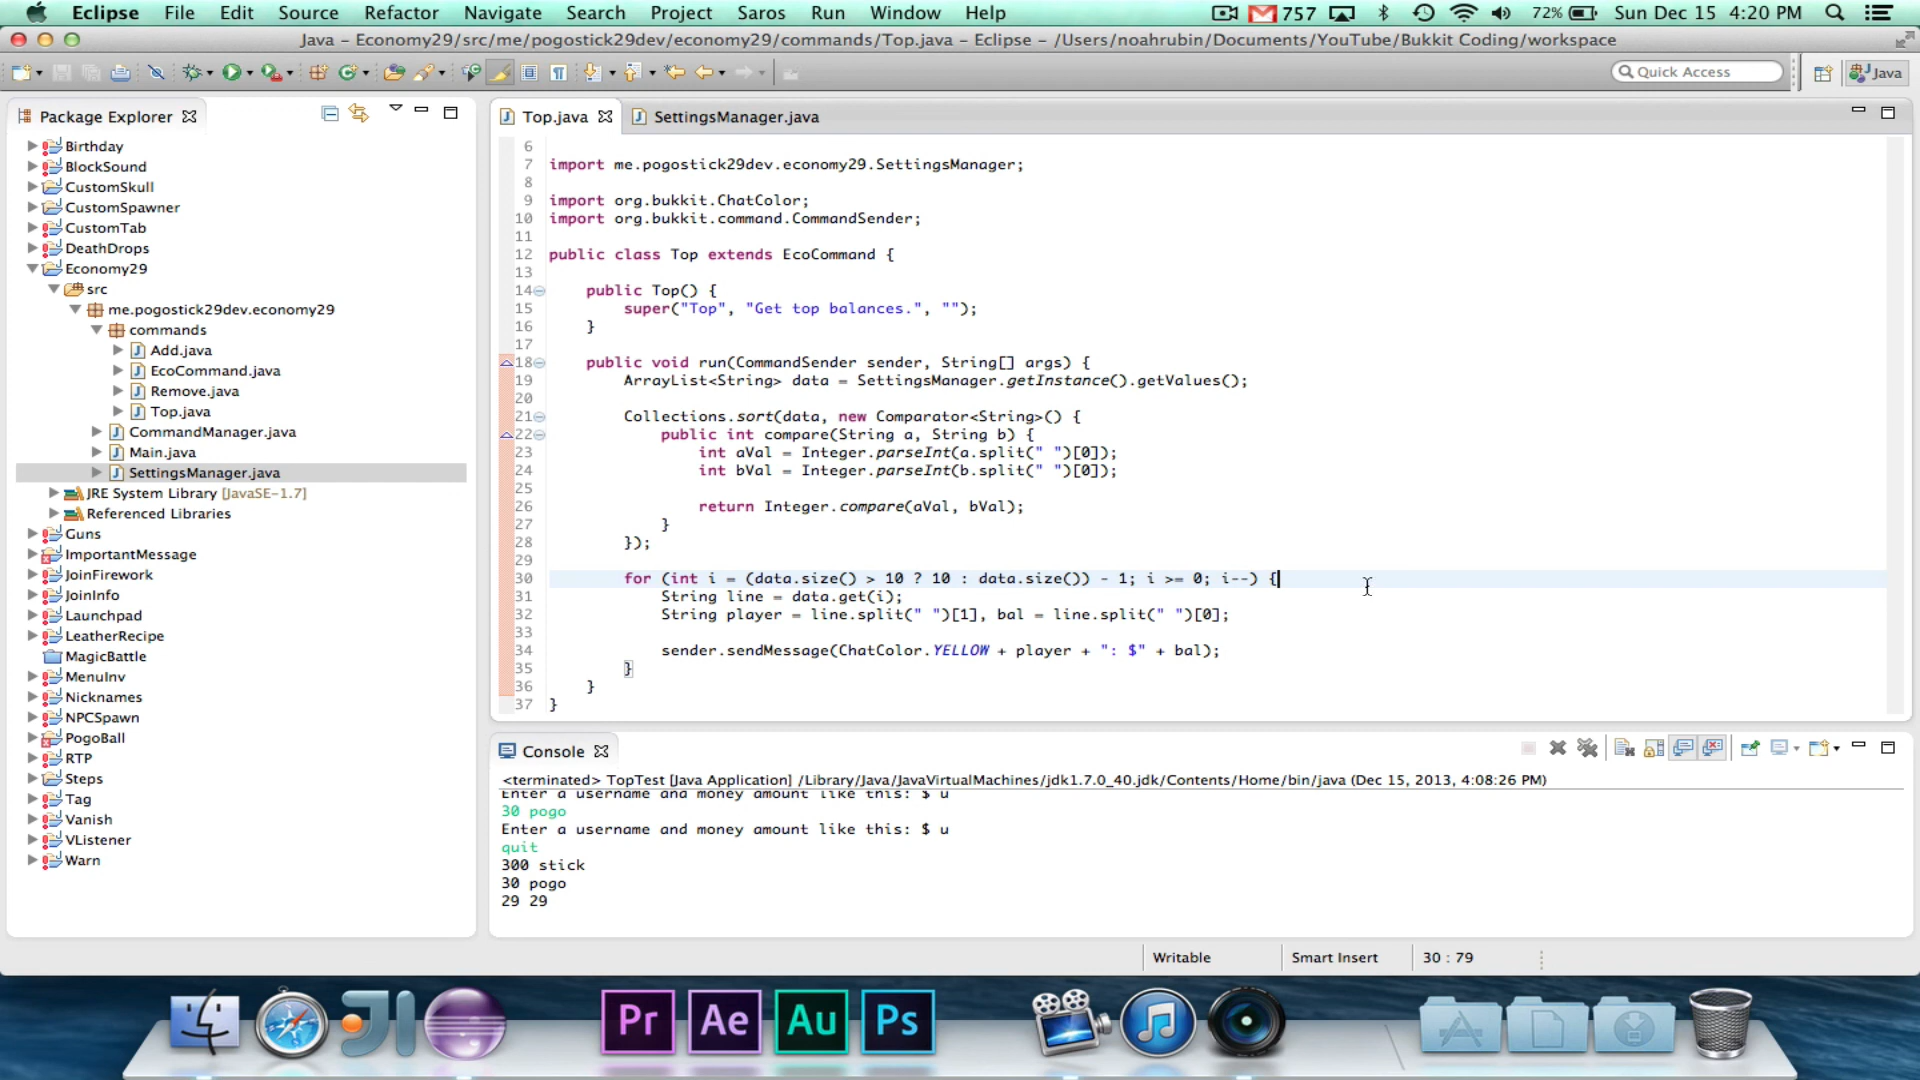 Eclipse File Edit Source Refactor Navigate Search Project Saros Run Window Help 757 72% Sun Dec 15 4:20 PM
Java – Economy29/src/me/pogostick29dev/economy29/commands/Top.java – Eclipse – /Users/noahrubin/Documents/YouTube/Bukkit Coding/workspace
Quick Access Java
Package Explorer
Birthday
BlockSound
CustomSkull
CustomSpawner
CustomTab
DeathDrops
Economy29
src
me.pogostick29dev.economy29
commands
Add.java
EcoCommand.java
Remove.java
Top.java
CommandManager.java
Main.java
SettingsManager.java
JRE System Library [JavaSE-1.7]
Referenced Libraries
Guns
ImportantMessage
JoinFirework
JoinInfo
Launchpad
LeatherRecipe
MagicBattle
MenuInv
Nicknames
NPCSpawn
PogoBall
RTP
Steps
Tag
Vanish
VListener
Warn
Top.java SettingsManager.java
6
7 import me.pogostick29dev.economy29.SettingsManager;
8
9 import org.bukkit.ChatColor;
10 import org.bukkit.command.CommandSender;
11
12 public class Top extends EcoCommand {
13
14 public Top() {
15 super("Top", "Get top balances.", "");
16 }
17
18 public void run(CommandSender sender, String[] args) {
19 ArrayList<String> data = SettingsManager.getInstance().getValues();
20
21 Collections.sort(data, new Comparator<String>() {
22 public int compare(String a, String b) {
23 int aVal = Integer.parseInt(a.split(" ")[0]);
24 int bVal = Integer.parseInt(b.split(" ")[0]);
25
26 return Integer.compare(aVal, bVal);
27 }
28 });
29
30 for (int i = (data.size() > 10 ? 10 : data.size()) - 1; i >= 0; i--) {
31 String line = data.get(i);
32 String player = line.split(" ")[1], bal = line.split(" ")[0];
33
34 sender.sendMessage(ChatColor.YELLOW + player + ": $" + bal);
35 }
36 }
37 }
Console
<terminated> TopTest [Java Application] /Library/Java/JavaVirtualMachines/jdk1.7.0_40.jdk/Contents/Home/bin/java (Dec 15, 2013, 4:08:26 PM)
Enter a username and money amount like this: $ u
30 pogo
Enter a username and money amount like this: $ u
quit
300 stick
30 pogo
29 29
Writable Smart Insert 30 : 79
Pr Ae Au Ps